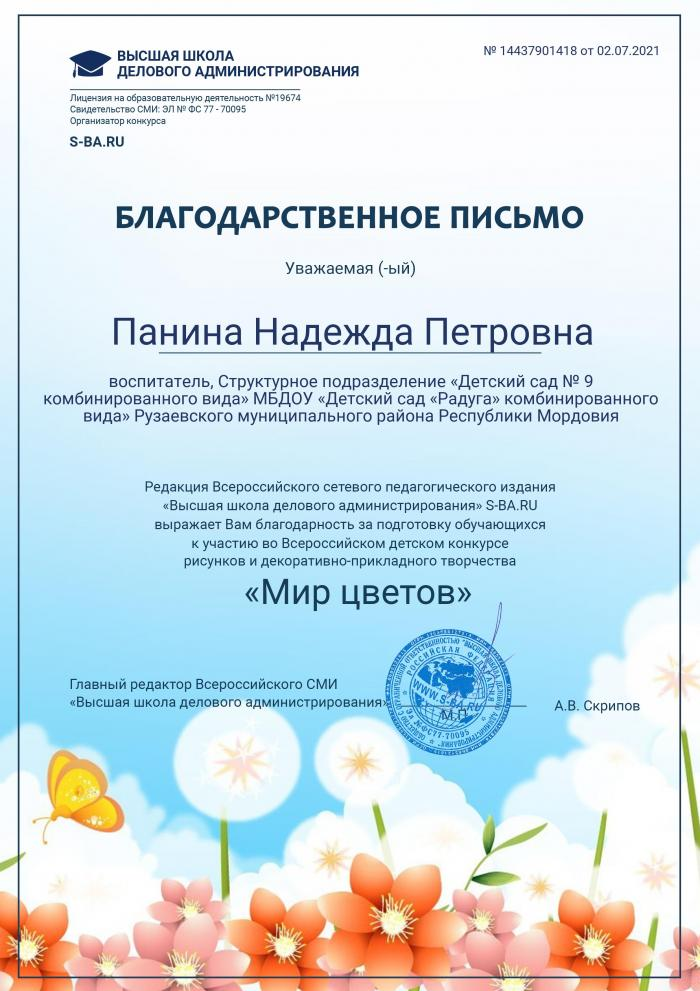 ВЫСШАЯ ШКОЛА
ДЕЛОВОГО АДМИНИСТРИРОВАНИЯ
№ 14437901418 от 02.07.2021
Лицензия на образовательную деятельность №19674
Свидетельство СМИ: ЭЛ № ФС 77 - 70095
Организатор конкурса
S-BA.RU
БЛАГОДАРСТВЕННОЕ ПИСЬМО
Уважаемая (-ый)
Панина Надежда Петровна
воспитатель, Структурное подразделение «Детский сад № 9
комбинированного вида» МБДОУ «Детский сад «Радуга» комбинированного
вида» Рузаевского муниципального района Республики Мордовия
Редакция Всероссийского сетевого педагогического издания
«Высшая школа делового администрирования» S-BA.RU
выражает Вам благодарность за подготовку обучающихся
к участию во Всероссийском детском конкурсе
рисунков и декоративно-прикладного творчества
«Мир цветов»
Главный редактор Всероссийского СМИ
«Высшая школа делового администрирования»
М.П.
А.В. Скрипов
РОССИЙСКАЯ ФЕДЕРАЦИЯ
WWW.S-BA.RU
ЭЛ №ФС77-70095